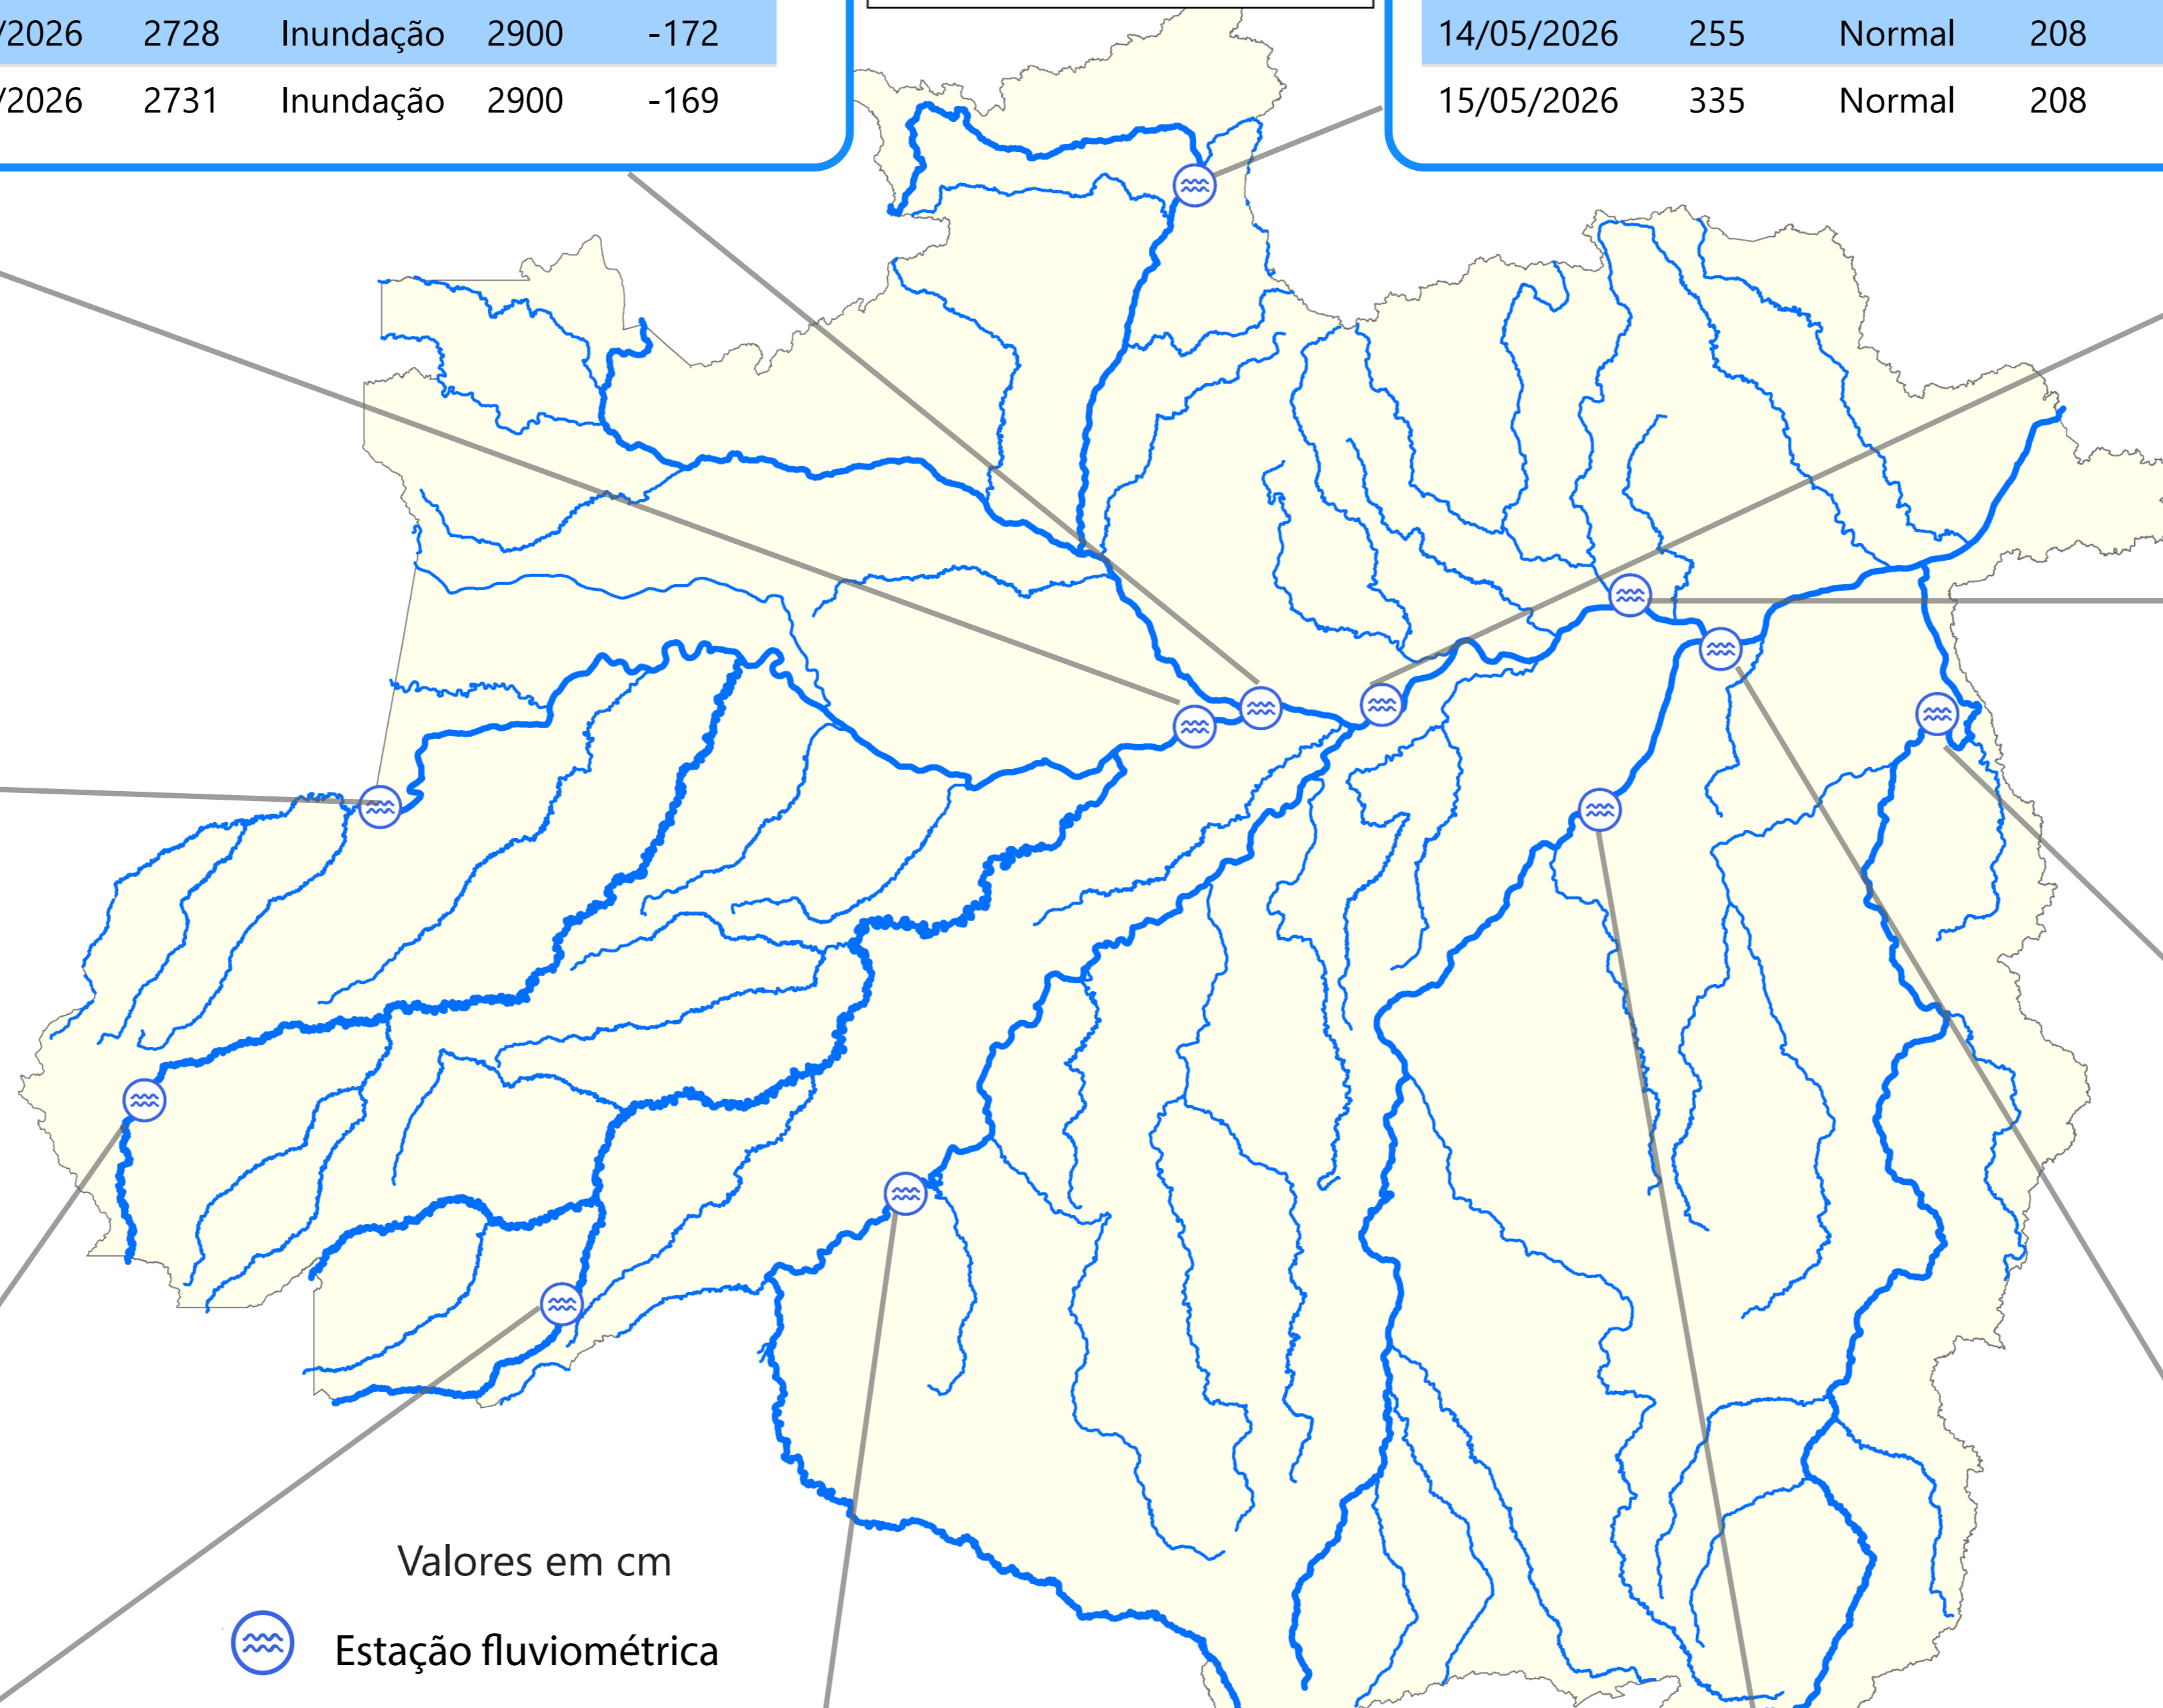 /2026 2728 Inundação 2900 -172
/2026 2731 Inundação 2900 -169
14/05/2026 255 Normal 208
15/05/2026 335 Normal 208
Valores em cm
Estação fluviométrica